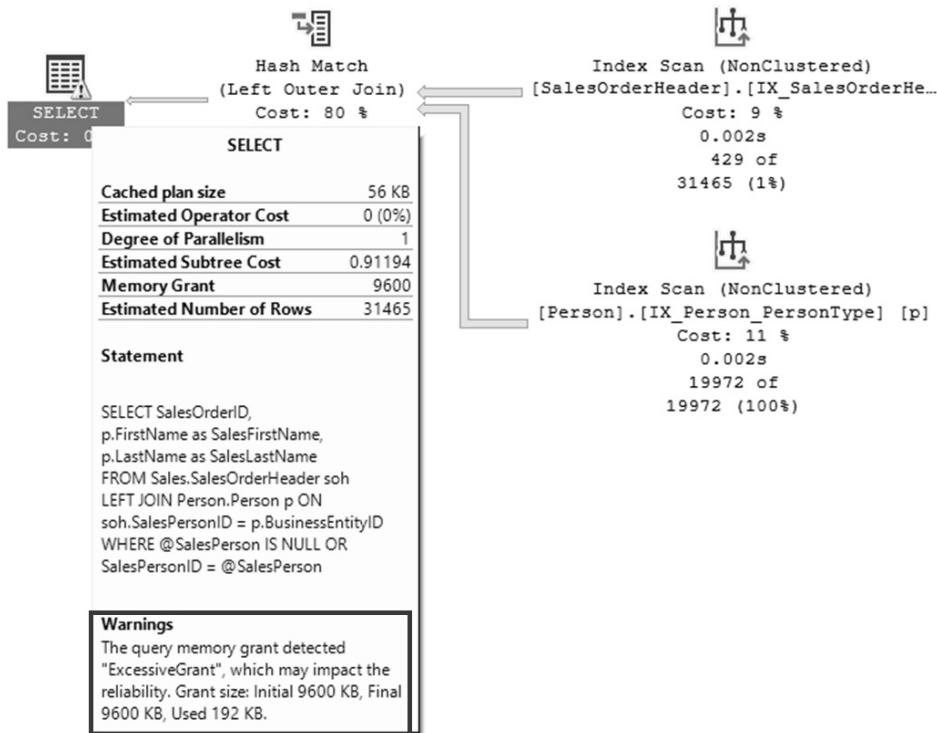 SELECT
Cost: 0
Hash Match
(Left Outer Join)
Cost: 80 %
Index Scan (NonClustered)
[SalesOrderHeader].[IX_SalesOrderHe…
Cost: 9 %
0.002s
429 of
31465 (1%)
Index Scan (NonClustered)
[Person].[IX_Person_PersonType] [p]
Cost: 11 %
0.002s
19972 of
19972 (100%)
SELECT
Cached plan size 56 KB
Estimated Operator Cost 0 (0%)
Degree of Parallelism 1
Estimated Subtree Cost 0.91194
Memory Grant 9600
Estimated Number of Rows 31465
Statement
SELECT SalesOrderID,
p.FirstName as SalesFirstName,
p.LastName as SalesLastName
FROM Sales.SalesOrderHeader soh
LEFT JOIN Person.Person p ON
soh.SalesPersonID = p.BusinessEntityID
WHERE @SalesPerson IS NULL OR
SalesPersonID = @SalesPerson
Warnings
The query memory grant detected
"ExcessiveGrant", which may impact the
reliability. Grant size: Initial 9600 KB, Final
9600 KB, Used 192 KB.